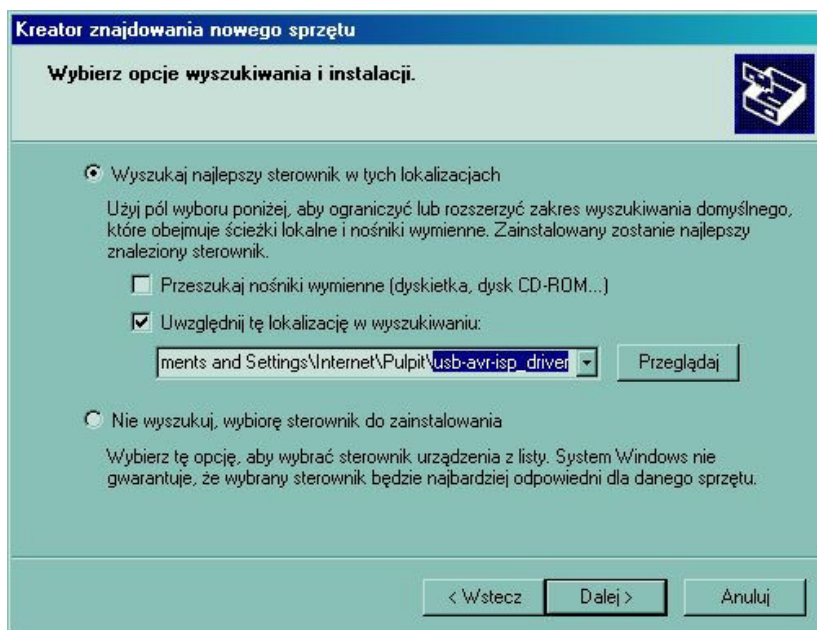 Kreator znajdowania nowego sprzętu
Wybierz opcje wyszukiwania i instalacji.
Wyszukaj najlepszy sterownik w tych lokalizacjach
Użyj pól wyboru poniżej, aby ograniczyć lub rozszerzyć zakres wyszukiwania domyślnego,
które obejmuje ścieżki lokalne i nośniki wymienne. Zainstalowany zostanie najlepszy
znaleziony sterownik.
Przeszukaj nośniki wymienne (dyskietka, dysk CD-ROM...)
Uwzględnij tę lokalizację w wyszukiwaniu:
ments and Settings\Internet\Pulpit\usb-avr-isp_driver
Przeglądaj
Nie wyszukuj, wybiorę sterownik do zainstalowania
Wybierz tę opcję, aby wybrać sterownik urządzenia z listy. System Windows nie
gwarantuje, że wybrany sterownik będzie najbardziej odpowiedni dla danego sprzętu.
< Wstecz
Dalej >
Anuluj